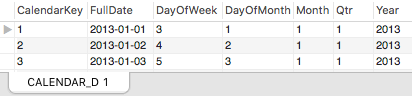 CalendarKey FullDate DayOfWeek DayOfMonth Month Qtr Year
1 2013-01-01 3 1 1 1 2013
2 2013-01-02 4 2 1 1 2013
3 2013-01-03 5 3 1 1 2013
CALENDAR_D 1